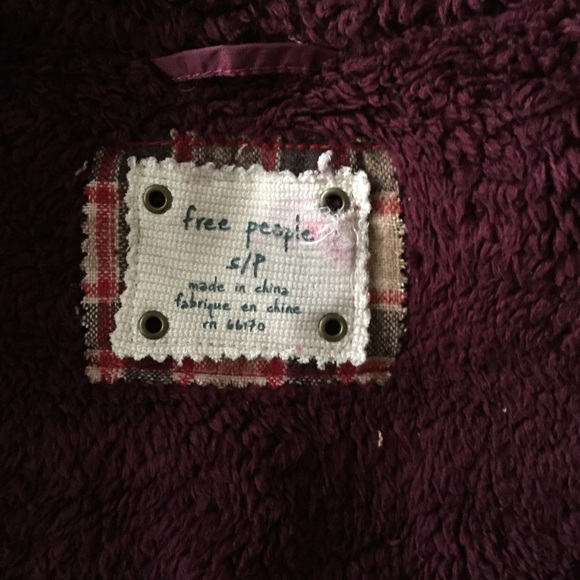 free people
s/P
made in china
fabrique en chine
rn 66170